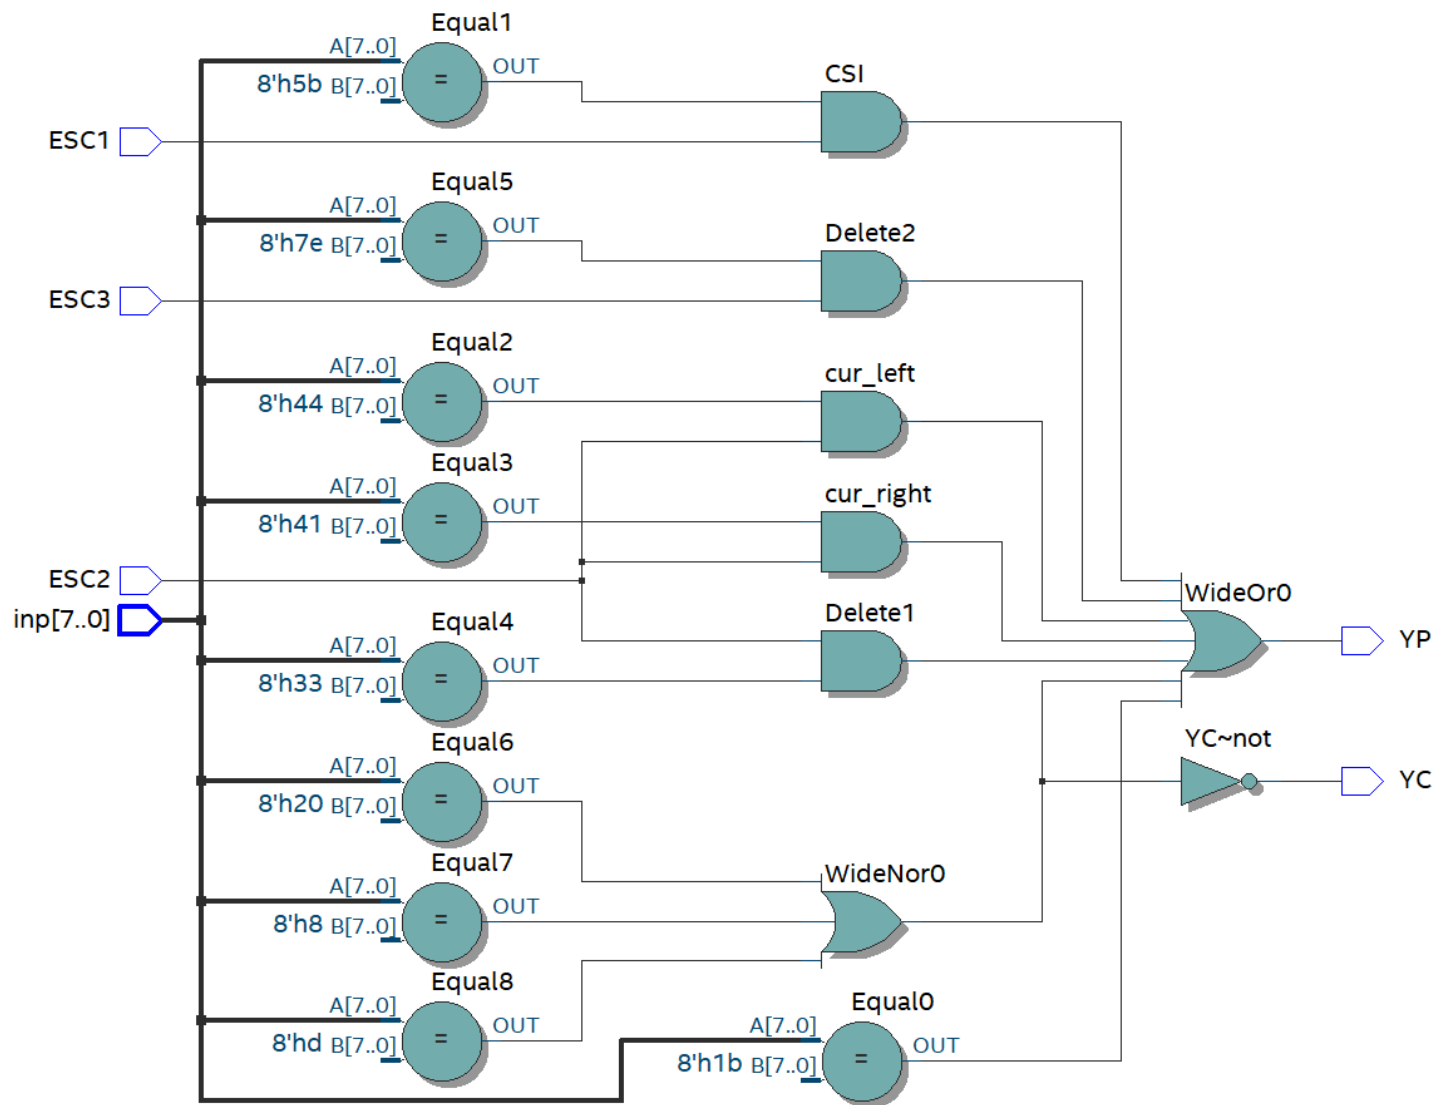 Equal1
A[7..0]
OUT
8'h5b B[7..0]
=
CSI
ESC1
Equal5
A[7..0]
OUT
8'h7e B[7..0]
=
Delete2
ESC3
Equal2
A[7..0]
OUT
8'h44 B[7..0]
=
cur_left
Equal3
A[7..0]
OUT
8'h41 B[7..0]
=
cur_right
ESC2
inp[7..0]
Equal4
A[7..0]
OUT
8'h33 B[7..0]
=
Delete1
WideOr0
YP
Equal6
A[7..0]
OUT
8'h20 B[7..0]
=
YC~not
YC
Equal7
A[7..0]
OUT
8'h8 B[7..0]
=
WideNor0
Equal8
A[7..0]
OUT
8'hd B[7..0]
=
Equal0
A[7..0]
OUT
8'h1b B[7..0]
=